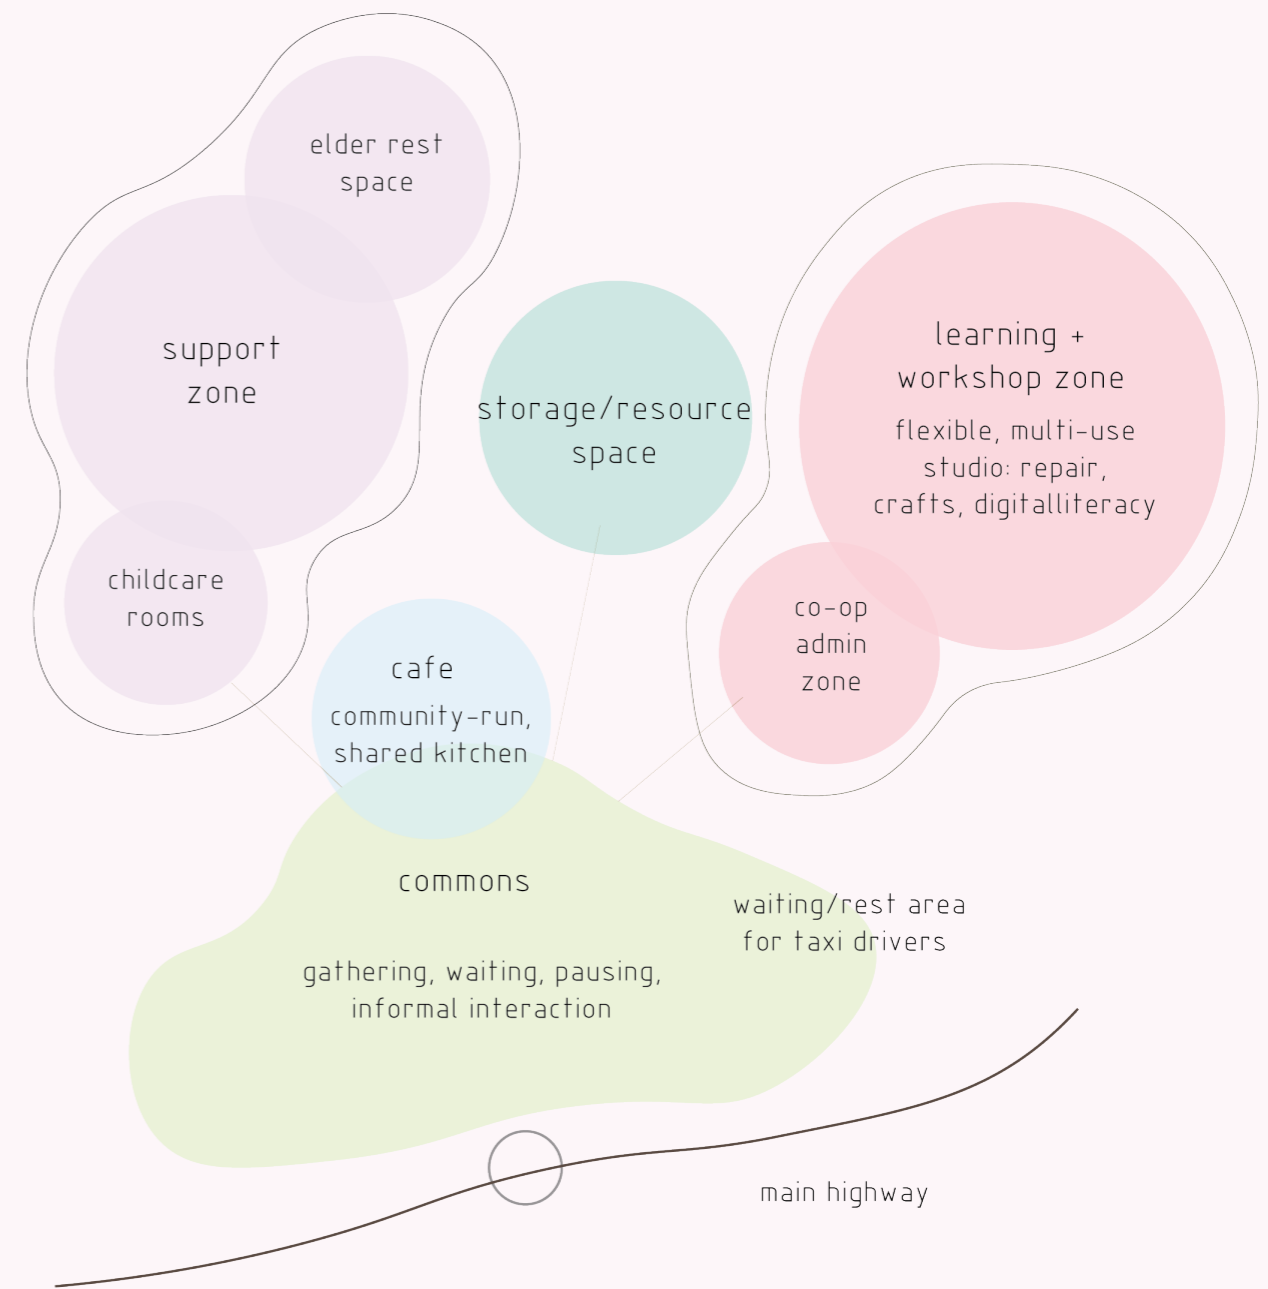 elder rest
space
support
zone
childcare
rooms
storage/resource
space
learning +
workshop zone
flexible, multi-use
studio: repair,
crafts, digitalliteracy
co-op
admin
zone
cafe
community-run,
shared kitchen
commons
gathering, waiting, pausing,
informal interaction
waiting/rest area
for taxi drivers
main highway